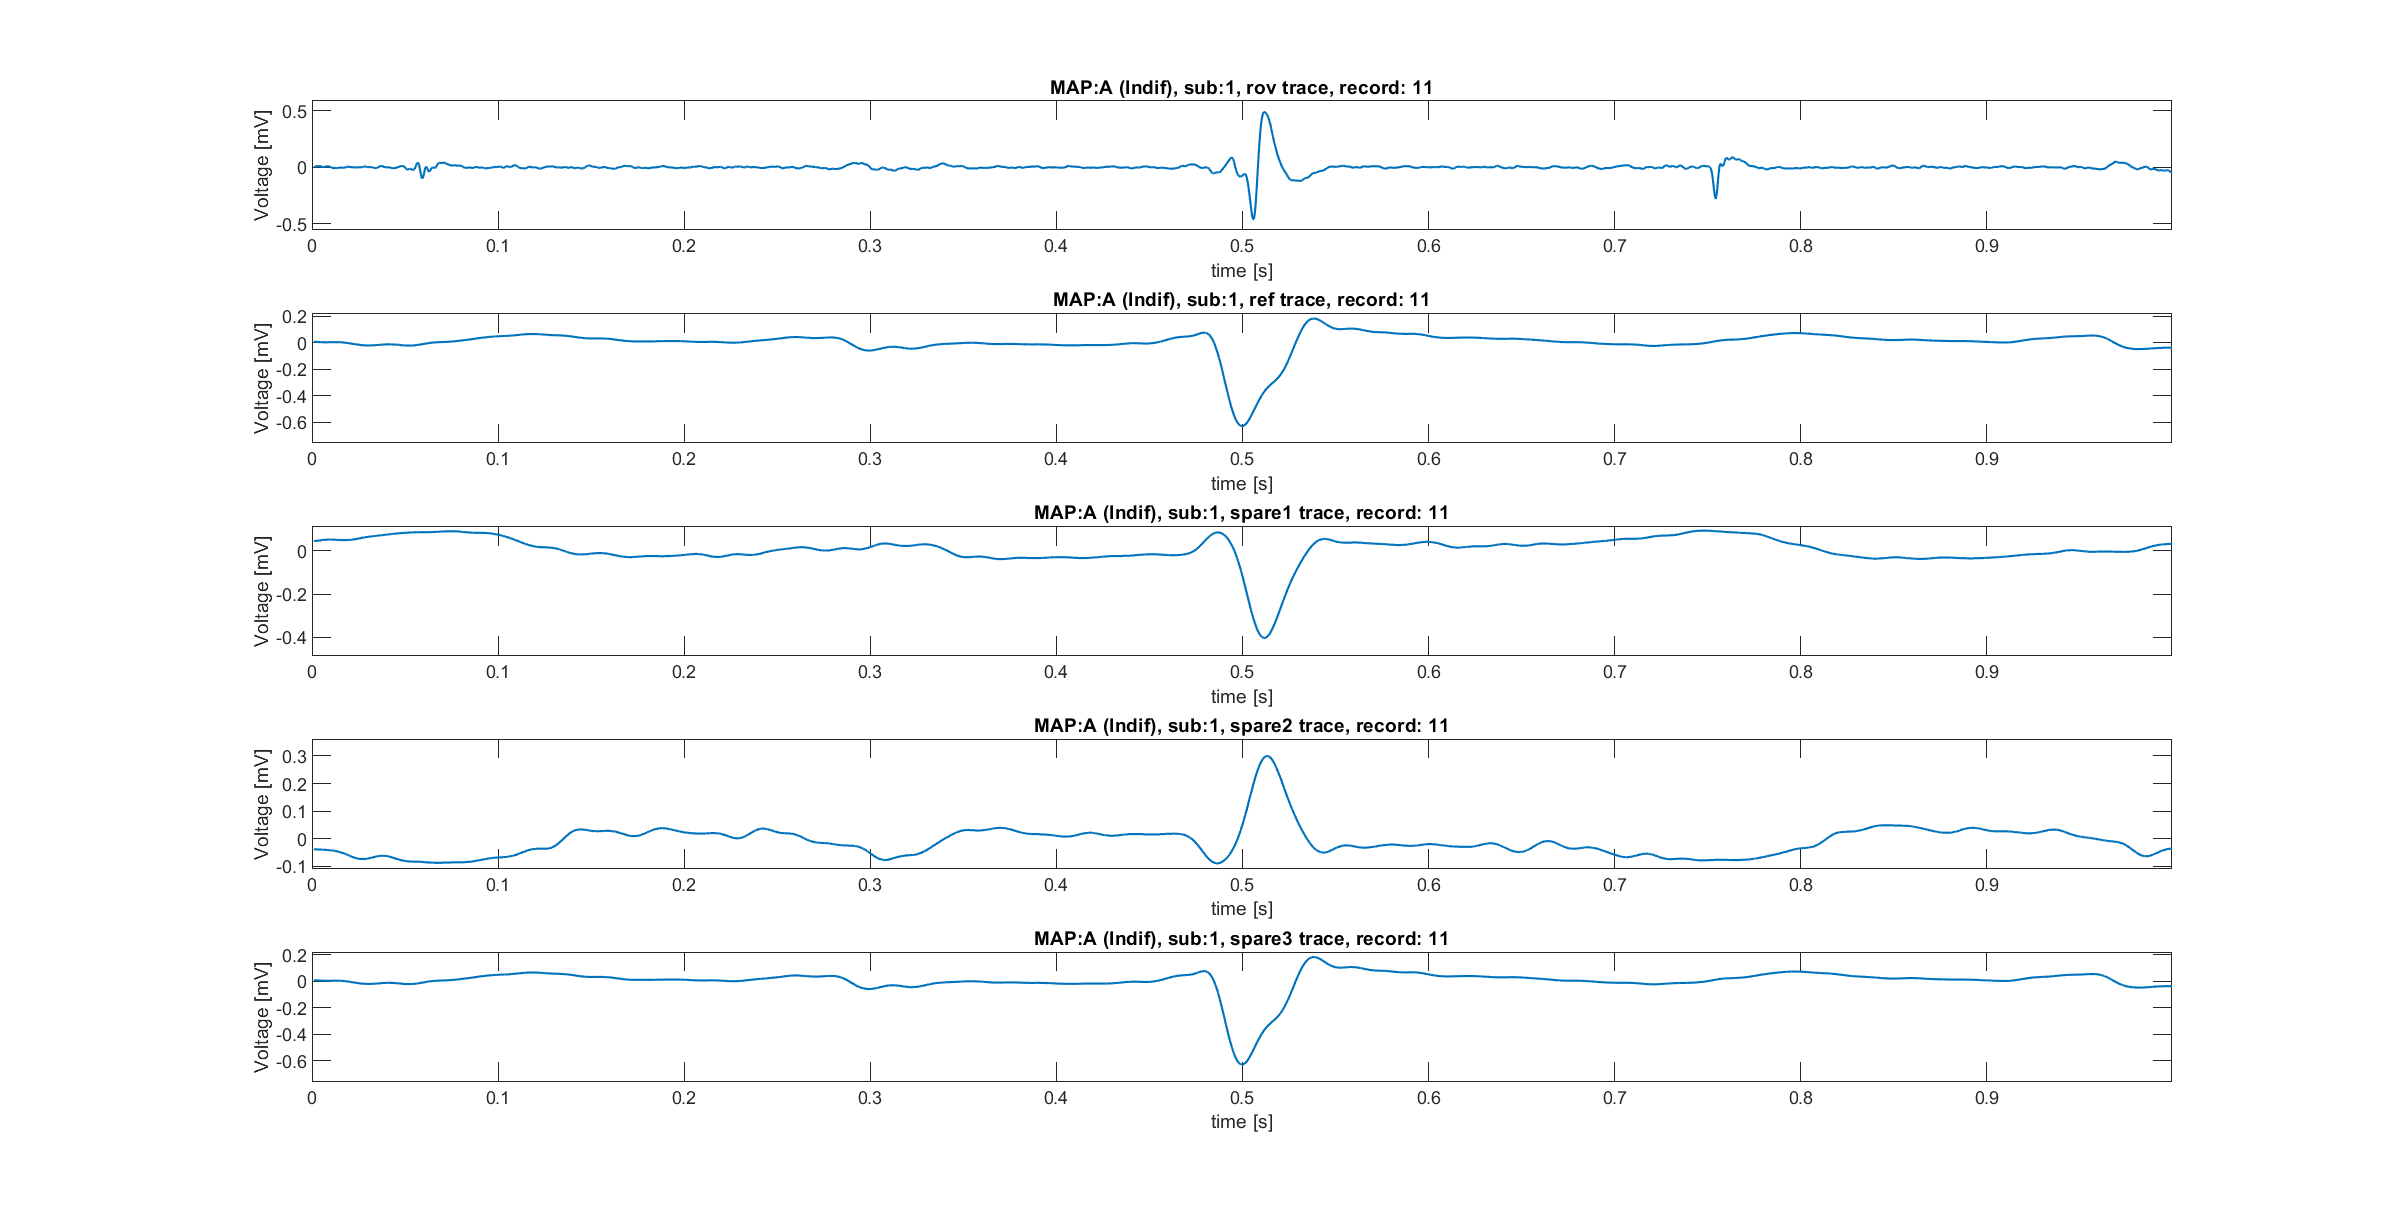 MAP:A (Indif), sub:1, rov trace, record: 11
Voltage [mV]
0.5
0
-0.5
0 0.1 0.2 0.3 0.4 0.5 0.6 0.7 0.8 0.9
time [s]
MAP:A (Indif), sub:1, ref trace, record: 11
Voltage [mV]
0.2
0
-0.2
-0.4
-0.6
0 0.1 0.2 0.3 0.4 0.5 0.6 0.7 0.8 0.9
time [s]
MAP:A (Indif), sub:1, spare1 trace, record: 11
Voltage [mV]
0
-0.2
-0.4
0 0.1 0.2 0.3 0.4 0.5 0.6 0.7 0.8 0.9
time [s]
MAP:A (Indif), sub:1, spare2 trace, record: 11
Voltage [mV]
0.3
0.2
0.1
0
-0.1
0 0.1 0.2 0.3 0.4 0.5 0.6 0.7 0.8 0.9
time [s]
MAP:A (Indif), sub:1, spare3 trace, record: 11
Voltage [mV]
0.2
0
-0.2
-0.4
-0.6
0 0.1 0.2 0.3 0.4 0.5 0.6 0.7 0.8 0.9
time [s]